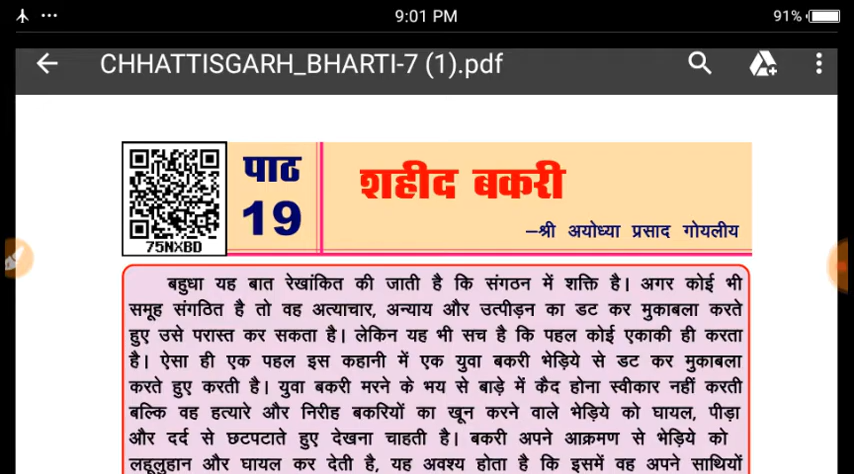 9:01 PM
91%
CHHATTISGARH_BHARTI-7 (1).pdf
पाठ
19
75NXBD
शहीद बकरी
–श्री अयोध्या प्रसाद गोयलीय
बहुधा यह बात रेखांकित की जाती है कि संगठन में शक्ति है। अगर कोई भी
समूह संगठित है तो वह अत्याचार, अन्याय और उत्पीड़न का डट कर मुकाबला करते
हुए उसे परास्त कर सकता है। लेकिन यह भी सच है कि पहल कोई एकाकी ही करता
है। ऐसा ही एक पहल इस कहानी में एक युवा बकरी भेड़िये से डट कर मुकाबला
करते हुए करती है। युवा बकरी मरने के भय से बाड़े में कैद होना स्वीकार नहीं करती
बल्कि वह हत्यारे और निरीह बकरियों का खून करने वाले भेड़िये को घायल, पीड़ा
और दर्द से छटपटाते हुए देखना चाहती है। बकरी अपने आक्रमण से भेड़िये को
लहूलुहान और घायल कर देती है, यह अवश्य होता है कि इसमें वह अपने साथियों